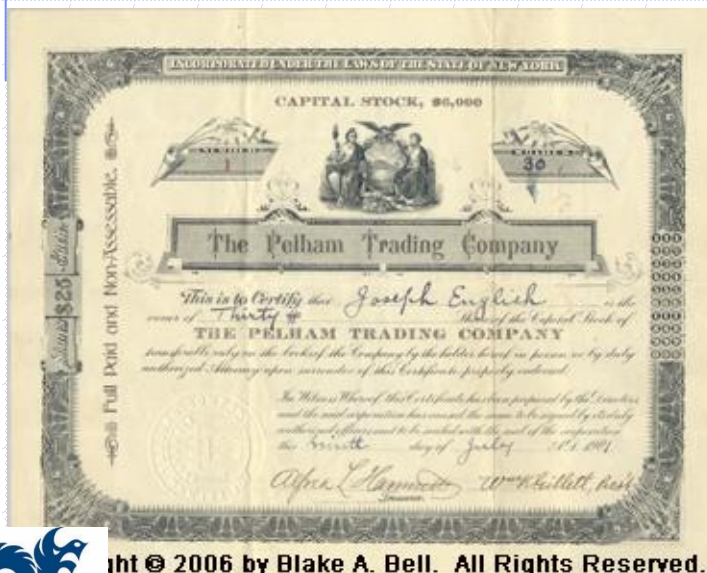 INCORPORATED UNDER THE LAWS OF THE STATE OF NEW YORK
CAPITAL STOCK, $6,000
NUMBER
1
30
The Pelham Trading Company
This is to Certify that Joseph English is the
owner of Thirty Shares of the Capital Stock of
THE PELHAM TRADING COMPANY
transferable only on the books of the Company by the holder hereof in person or by duly
authorized Attorney upon surrender of this Certificate properly endorsed.
In Witness Whereof this Certificate has been prepared by the Directors
and the said corporation has caused the same to be signed by its duly
authorized officers and to be sealed with the seal of the corporation
this ninth day of July A.D. 1901
Treasurer
Full Paid and Non-Assessable.
Shares $25 Each
ght © 2006 by Blake A. Bell. All Rights Reserved.